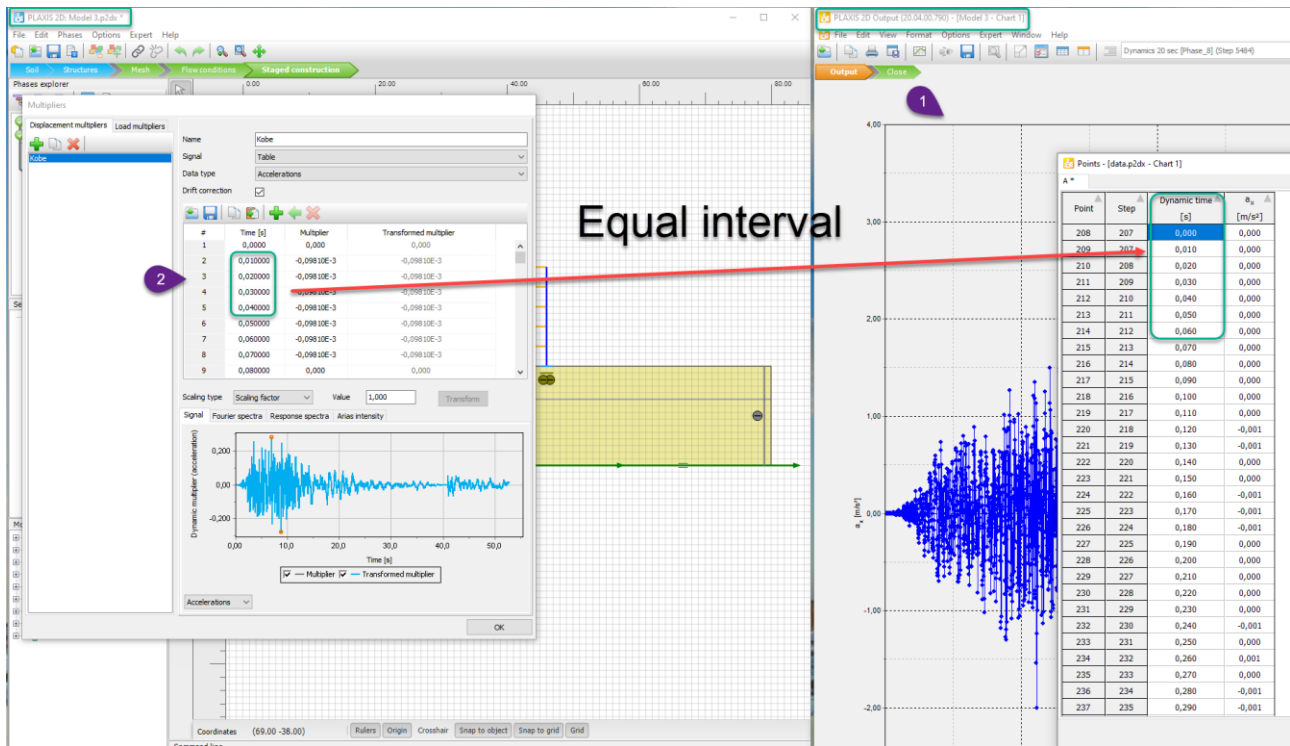 PLAXIS 2D: Model 3.p2dx *
File Edit Phases Options Expert Help
Soil Structures Mesh Flow conditions Staged construction
Phases explorer
0.00 20.00 40.00 60.00 80.00
Multipliers
Displacement multipliers Load multipliers
Kobe
Name Kobe
Signal Table
Data type Accelerations
Drift correction
# Time [s] Multiplier Transformed multiplier
1 0,0000 0,000 0,000
2 0,010000 -0,09810E-3 -0,09810E-3
3 0,020000 -0,09810E-3 -0,09810E-3
4 0,030000 -0,09810E-3 -0,09810E-3
5 0,040000 -0,09810E-3 -0,09810E-3
6 0,050000 -0,09810E-3 -0,09810E-3
7 0,060000 -0,09810E-3 -0,09810E-3
8 0,070000 -0,09810E-3 -0,09810E-3
9 0,080000 0,000 0,000
2
Scaling type Scaling factor Value 1,000 Transform
Signal Fourier spectra Response spectra Arias intensity
Dynamic multiplier (acceleration)
0,200
0,00
-0,200
0,00 10,0 20,0 30,0 40,0 50,0
Time [s]
Multiplier Transformed multiplier
Accelerations
OK
Se
Mo
Coordinates (69.00 -38.00) Rulers Origin Crosshair Snap to object Snap to grid Grid
Command line
Equal interval
PLAXIS 2D Output (20.04.00.790) - [Model 3 - Chart 1]
File Edit View Format Options Expert Window Help
Dynamics 20 sec [Phase_8] (Step 5484)
Output Close
1
4,00
3,00
2,00
1,00
0,00
-1,00
-2,00
ax [m/s²]
Points - [data.p2dx - Chart 1]
A *
Point Step Dynamic time [s] ax [m/s²]
208 207 0,000 0,000
209 207 0,010 0,000
210 208 0,020 0,000
211 209 0,030 0,000
212 210 0,040 0,000
213 211 0,050 0,000
214 212 0,060 0,000
215 213 0,070 0,000
216 214 0,080 0,000
217 215 0,090 0,000
218 216 0,100 0,000
219 217 0,110 0,000
220 218 0,120 -0,001
221 219 0,130 -0,001
222 220 0,140 0,000
223 221 0,150 0,000
224 222 0,160 -0,001
225 223 0,170 -0,001
226 224 0,180 -0,001
227 225 0,190 0,000
228 226 0,200 0,000
229 227 0,210 0,000
230 228 0,220 0,000
231 229 0,230 0,000
232 230 0,240 -0,001
233 231 0,250 0,000
234 232 0,260 0,001
235 233 0,270 0,000
236 234 0,280 -0,001
237 235 0,290 -0,001